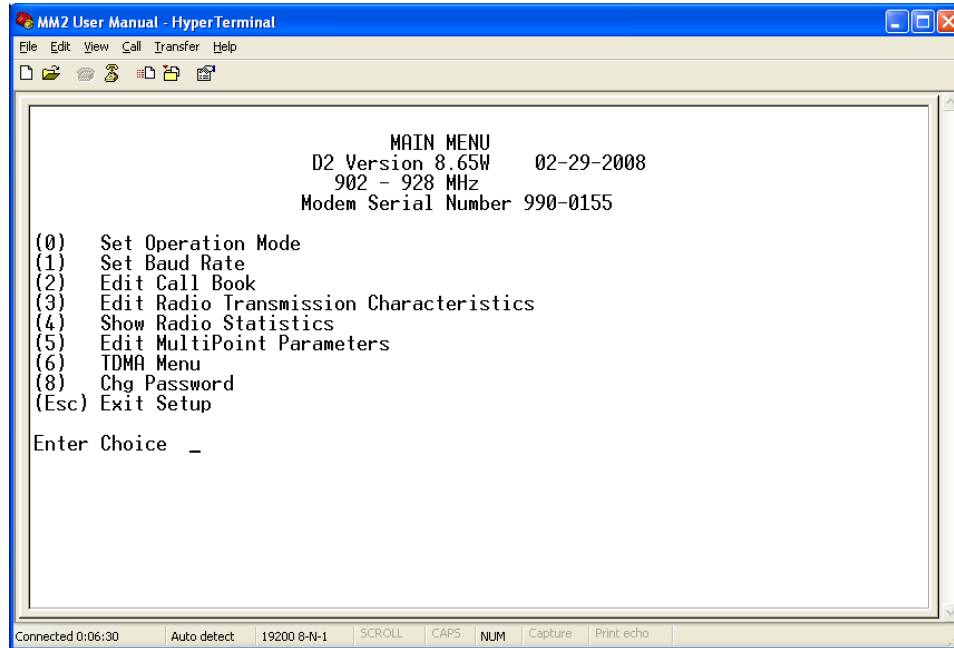 MM2 User Manual - HyperTerminal
File Edit View Call Transfer Help
MAIN MENU
D2 Version 8.65W 02-29-2008
902 - 928 MHz
Modem Serial Number 990-0155
(0) Set Operation Mode
(1) Set Baud Rate
(2) Edit Call Book
(3) Edit Radio Transmission Characteristics
(4) Show Radio Statistics
(5) Edit MultiPoint Parameters
(6) TDMA Menu
(8) Chg Password
(Esc) Exit Setup
Enter Choice _
Connected 0:06:30 Auto detect 19200 8-N-1 SCROLL CAPS NUM Capture Print echo